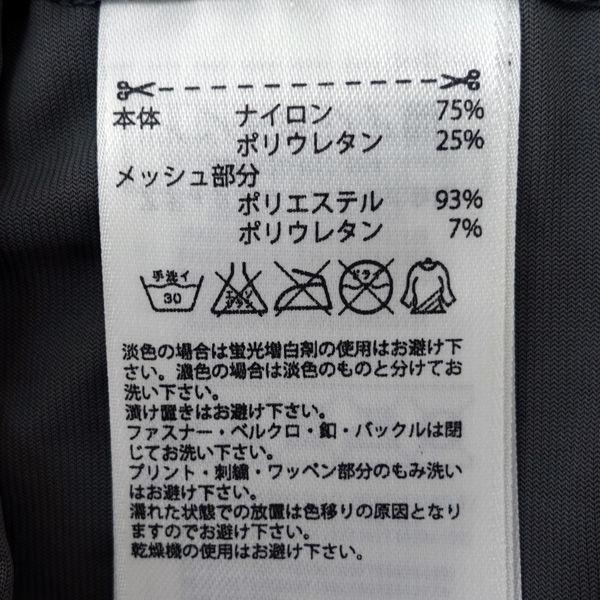 本体 ナイロン 75%
ポリウレタン 25%
メッシュ部分
ポリエステル 93%
ポリウレタン 7%
手洗イ 30 エンソサラシ ドライ
淡色の場合は蛍光増白剤の使用はお避け下
さい。濃色の場合は淡色のものと分けてお
洗い下さい。
漬け置きはお避け下さい。
ファスナー・ベルクロ・釦・バックルは閉
じてお洗い下さい。
プリント・刺繍・ワッペン部分のもみ洗い
はお避け下さい。
濡れた状態での放置は色移りの原因となり
ますのでお避け下さい。
乾燥機の使用はお避け下さい。